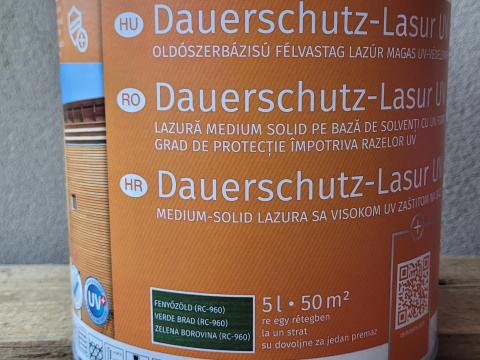 HU Dauerschutz-Lasur UV
OLDÓSZERBÁZISÚ FÉLVASTAG LAZÚR MAGAS
RO Dauerschutz-Lasur UV
LAZURĂ MEDIUM SOLID PE BAZĂ DE SOLVENȚI CU UN
GRAD DE PROTECȚIE ÎMPOTRIVA RAZELOR UV
HR Dauerschutz-Lasur UV
MEDIUM-SOLID LAZURA SA VISOKOM UV ZAŠTITOM NA
UV+
FENYŐZÖLD (RC-960)
VERDE BRAD (RC-960)
ZELENA BOROVINA (RC-960)
5 l • 50 m²
re egy rétegben
la un strat
su dovoljne za jedan premaz